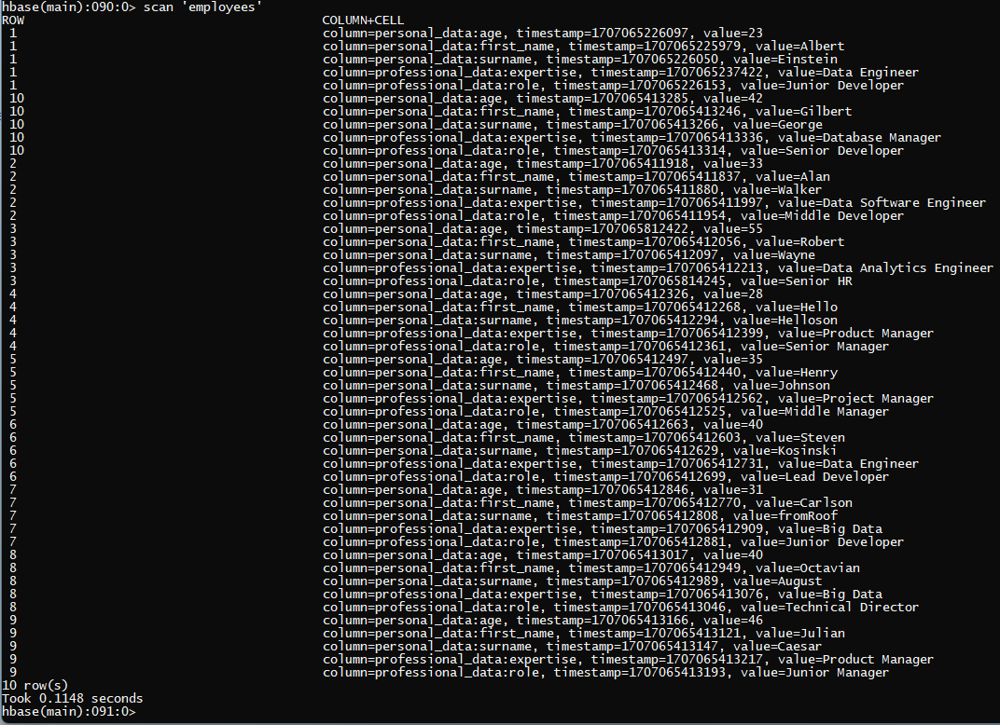 hbase(main):090:0> scan 'employees'
ROW COLUMN+CELL
1 column=personal_data:age, timestamp=1707065226097, value=23
1 column=personal_data:first_name, timestamp=1707065225979, value=Albert
1 column=personal_data:surname, timestamp=1707065226050, value=Einstein
1 column=professional_data:expertise, timestamp=1707065237422, value=Data Engineer
1 column=professional_data:role, timestamp=1707065226153, value=Junior Developer
10 column=personal_data:age, timestamp=1707065413285, value=42
10 column=personal_data:first_name, timestamp=1707065413246, value=Gilbert
10 column=personal_data:surname, timestamp=1707065413266, value=George
10 column=professional_data:expertise, timestamp=1707065413336, value=Database Manager
10 column=professional_data:role, timestamp=1707065413314, value=Senior Developer
2 column=personal_data:age, timestamp=1707065411918, value=33
2 column=personal_data:first_name, timestamp=1707065411837, value=Alan
2 column=personal_data:surname, timestamp=1707065411880, value=Walker
2 column=professional_data:expertise, timestamp=1707065411997, value=Data Software Engineer
2 column=professional_data:role, timestamp=1707065411954, value=Middle Developer
3 column=personal_data:age, timestamp=1707065812422, value=55
3 column=personal_data:first_name, timestamp=1707065412056, value=Robert
3 column=personal_data:surname, timestamp=1707065412097, value=Wayne
3 column=professional_data:expertise, timestamp=1707065412213, value=Data Analytics Engineer
3 column=professional_data:role, timestamp=1707065814245, value=Senior HR
4 column=personal_data:age, timestamp=1707065412326, value=28
4 column=personal_data:first_name, timestamp=1707065412268, value=Hello
4 column=personal_data:surname, timestamp=1707065412294, value=Helloson
4 column=professional_data:expertise, timestamp=1707065412399, value=Product Manager
4 column=professional_data:role, timestamp=1707065412361, value=Senior Manager
5 column=personal_data:age, timestamp=1707065412497, value=35
5 column=personal_data:first_name, timestamp=1707065412440, value=Henry
5 column=personal_data:surname, timestamp=1707065412468, value=Johnson
5 column=professional_data:expertise, timestamp=1707065412562, value=Project Manager
5 column=professional_data:role, timestamp=1707065412525, value=Middle Manager
6 column=personal_data:age, timestamp=1707065412663, value=40
6 column=personal_data:first_name, timestamp=1707065412603, value=Steven
6 column=personal_data:surname, timestamp=1707065412629, value=Kosinski
6 column=professional_data:expertise, timestamp=1707065412731, value=Data Engineer
6 column=professional_data:role, timestamp=1707065412699, value=Lead Developer
7 column=personal_data:age, timestamp=1707065412846, value=31
7 column=personal_data:first_name, timestamp=1707065412770, value=Carlson
7 column=personal_data:surname, timestamp=1707065412808, value=fromRoof
7 column=professional_data:expertise, timestamp=1707065412909, value=Big Data
7 column=professional_data:role, timestamp=1707065412881, value=Junior Developer
8 column=personal_data:age, timestamp=1707065413017, value=40
8 column=personal_data:first_name, timestamp=1707065412949, value=Octavian
8 column=personal_data:surname, timestamp=1707065412989, value=August
8 column=professional_data:expertise, timestamp=1707065413076, value=Big Data
8 column=professional_data:role, timestamp=1707065413046, value=Technical Director
9 column=personal_data:age, timestamp=1707065413166, value=46
9 column=personal_data:first_name, timestamp=1707065413121, value=Julian
9 column=personal_data:surname, timestamp=1707065413147, value=Caesar
9 column=professional_data:expertise, timestamp=1707065413217, value=Product Manager
9 column=professional_data:role, timestamp=1707065413193, value=Junior Manager
10 row(s)
Took 0.1148 seconds
hbase(main):091:0>